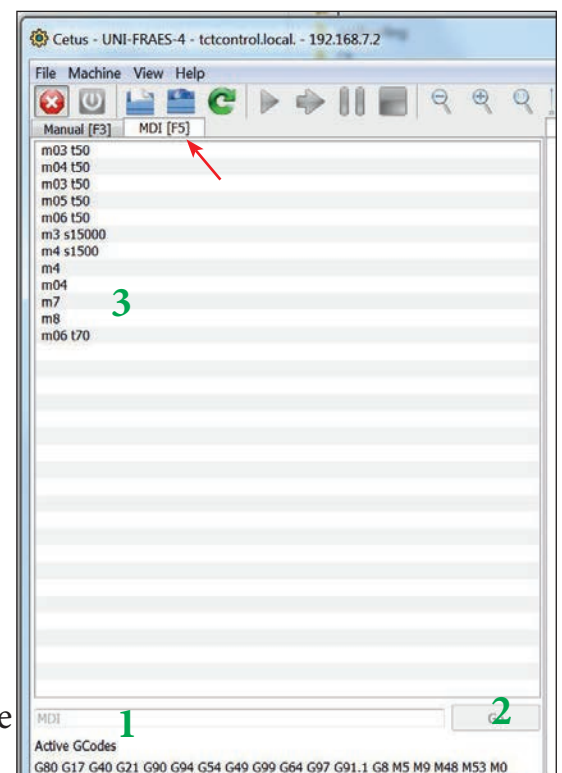 Cetus - UNI-FRAES-4 - tctcontrol.local. - 192.168.7.2
File Machine View Help
Manual [F3] MDI [F5]
m03 t50
m04 t50
m03 t50
m05 t50
m06 t50
m3 s15000
m4 s1500
m4
m04
m7
m8
m06 t70
3
e
MDI
1
2
Active GCodes
G80 G17 G40 G21 G90 G94 G54 G49 G99 G64 G97 G91.1 G8 M5 M9 M48 M53 M0